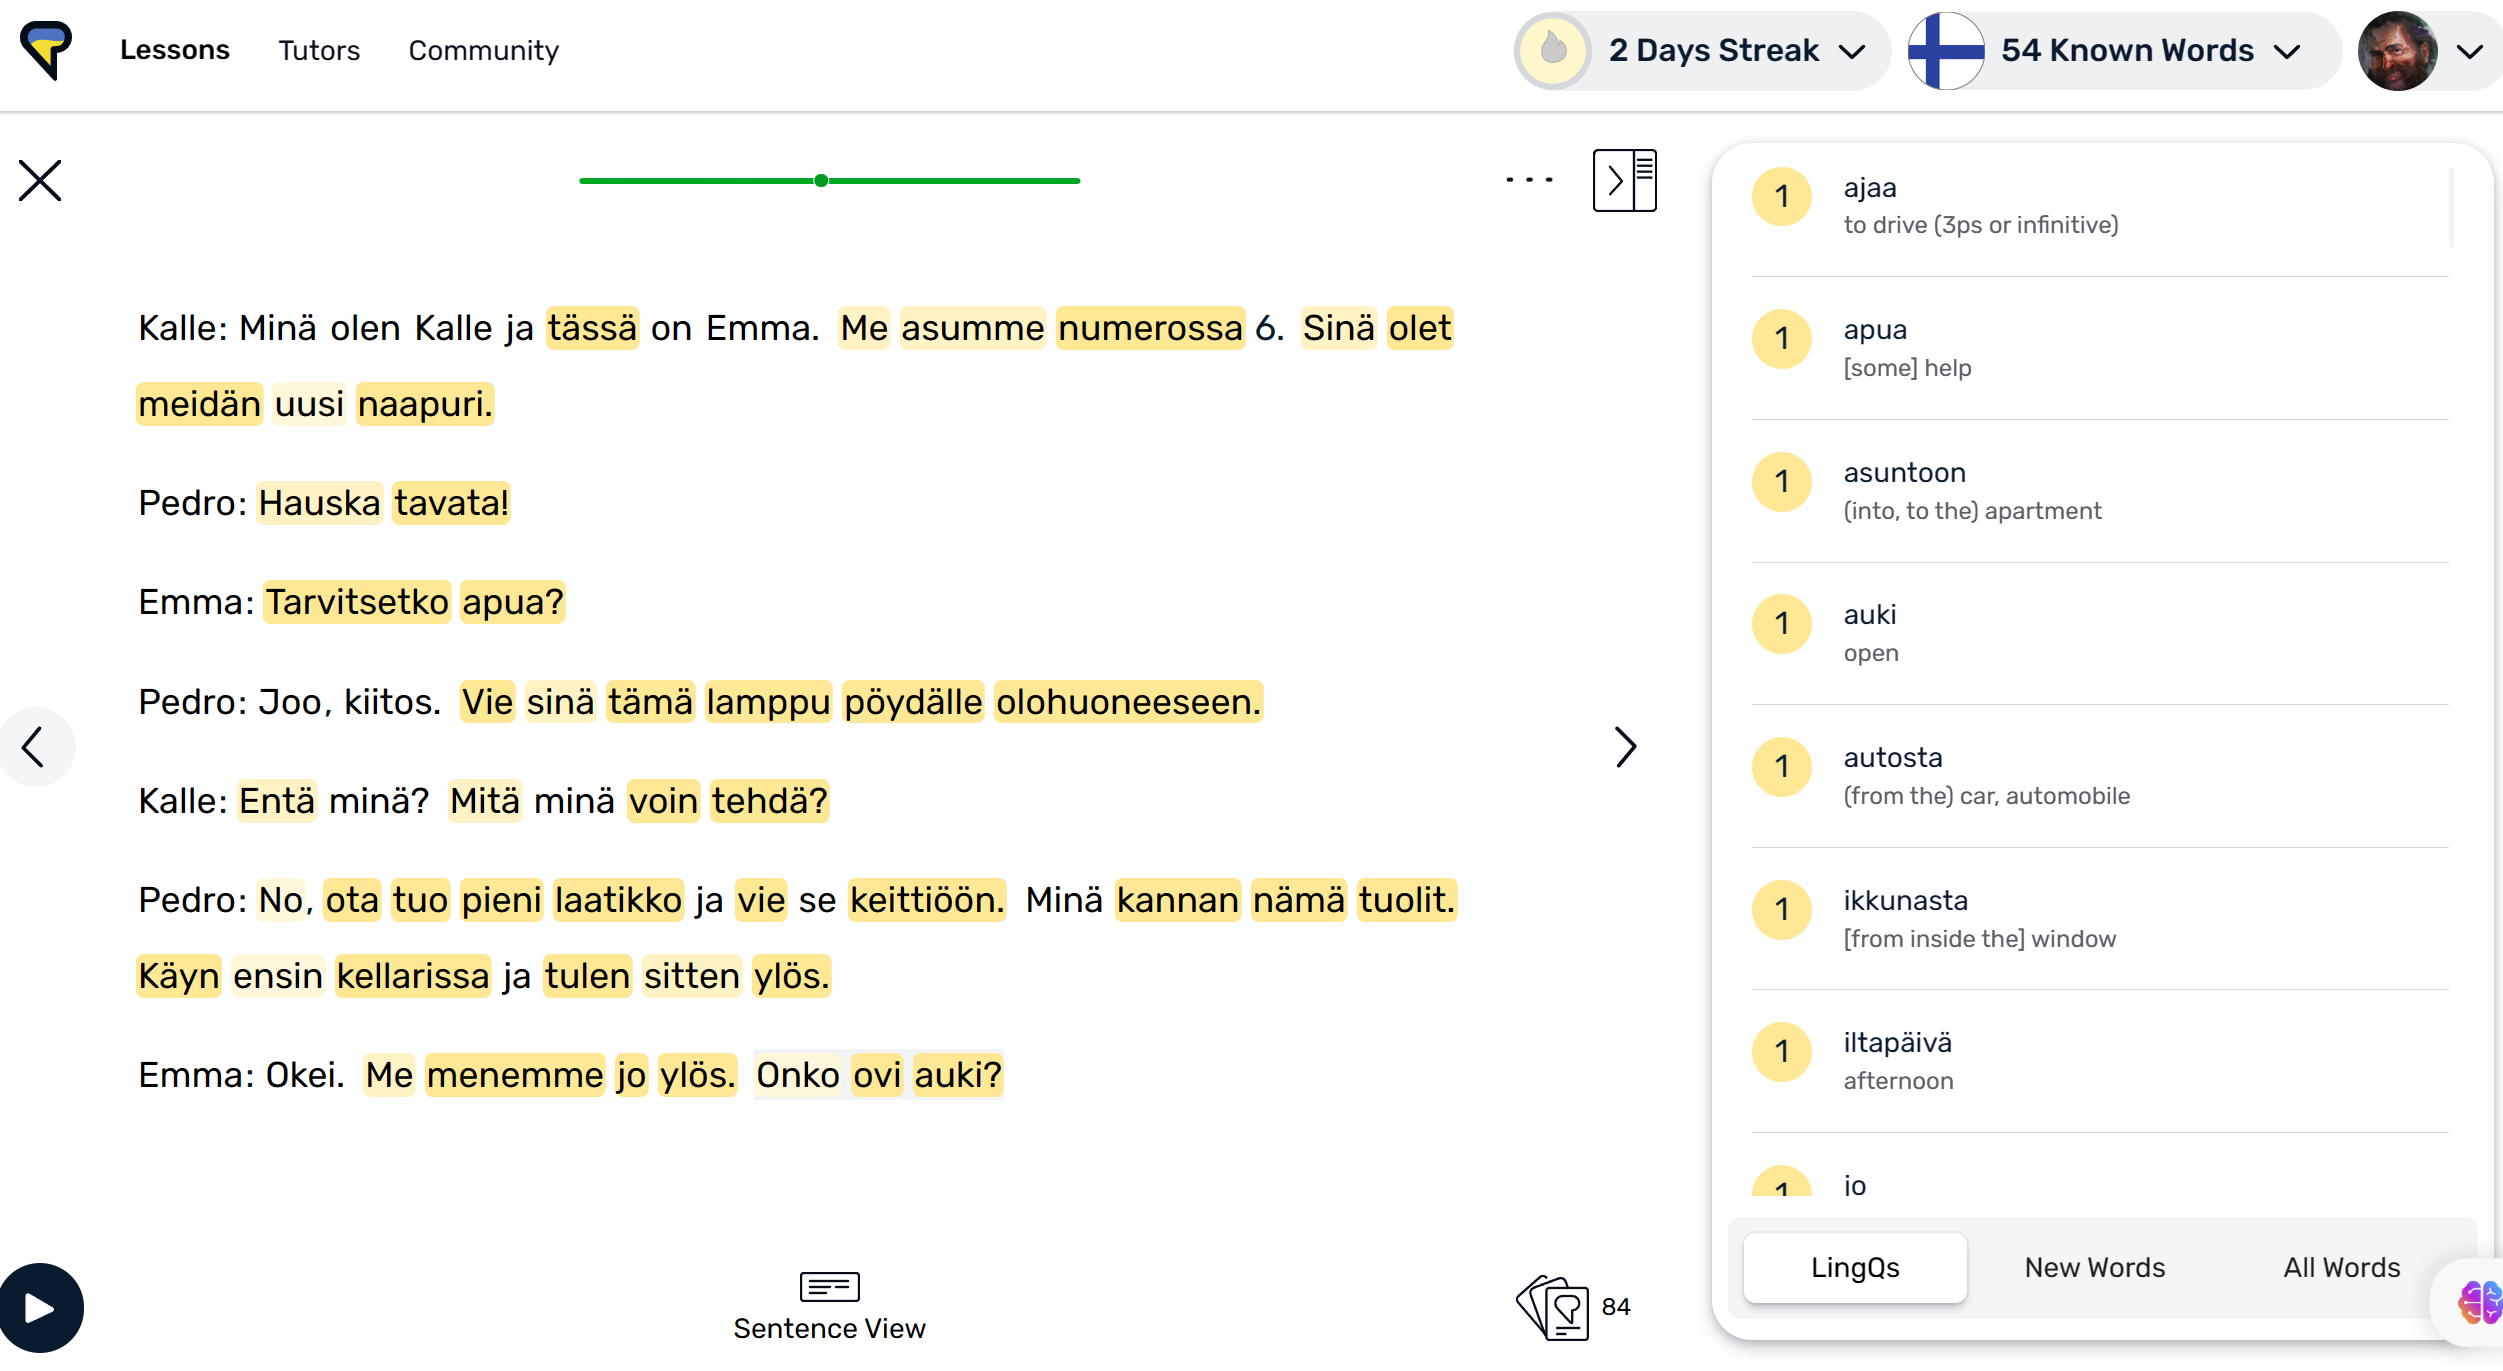 Lessons Tutors Community 2 Days Streak 54 Known Words
Kalle: Minä olen Kalle ja tässä on Emma. Me asumme numerossa 6. Sinä olet
meidän uusi naapuri.
Pedro: Hauska tavata!
Emma: Tarvitsetko apua?
Pedro: Joo, kiitos. Vie sinä tämä lamppu pöydälle olohuoneeseen.
Kalle: Entä minä? Mitä minä voin tehdä?
Pedro: No, ota tuo pieni laatikko ja vie se keittiöön. Minä kannan nämä tuolit.
Käyn ensin kellarissa ja tulen sitten ylös.
Emma: Okei. Me menemme jo ylös. Onko ovi auki?
Sentence View
84
1 ajaa
to drive (3ps or infinitive)
1 apua
[some] help
1 asuntoon
(into, to the) apartment
1 auki
open
1 autosta
(from the) car, automobile
1 ikkunasta
[from inside the] window
1 iltapäivä
afternoon
1 jo
LingQs New Words All Words